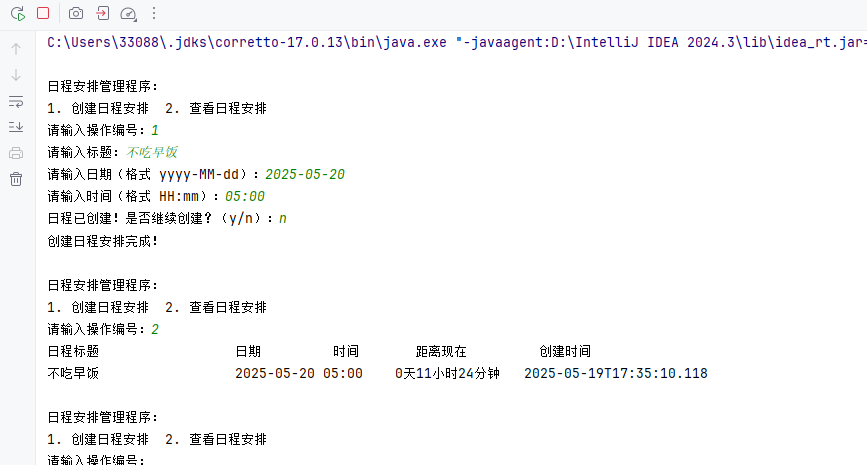 C:\Users\33088\.jdks\corretto-17.0.13\bin\java.exe "-javaagent:D:\IntelliJ IDEA 2024.3\lib\idea_rt.jar=
日程安排管理程序：
1. 创建日程安排  2. 查看日程安排
请输入操作编号：1
请输入标题：不吃早饭
请输入日期（格式 yyyy-MM-dd）：2025-05-20
请输入时间（格式 HH:mm）：05:00
日程已创建！是否继续创建？（y/n）：n
创建日程安排完成！
日程安排管理程序：
1. 创建日程安排  2. 查看日程安排
请输入操作编号：2
日程标题 日期 时间 距离现在 创建时间
不吃早饭 2025-05-20 05:00 0天11小时24分钟 2025-05-19T17:35:10.118
日程安排管理程序：
1. 创建日程安排  2. 查看日程安排
请输入操作编号：